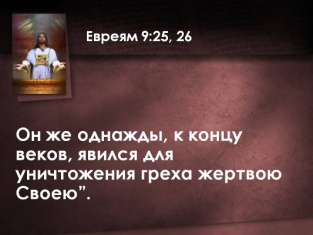 Евреям 9:25, 26
Он же однажды, к концу
веков, явился для
уничтожения греха жертвою
Своею”.